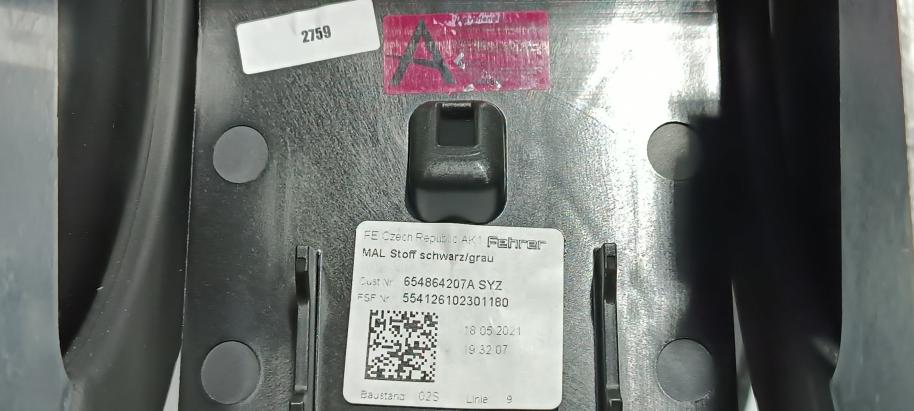 2759
A
FE Czech Republic AK1 Fehrer
MAL Stoff schwarz/grau
Cust Nr. 654864207A SYZ
FSF Nr. 554126102301180
18.05.2021
19:32:07
Baustand 02S Linie 9